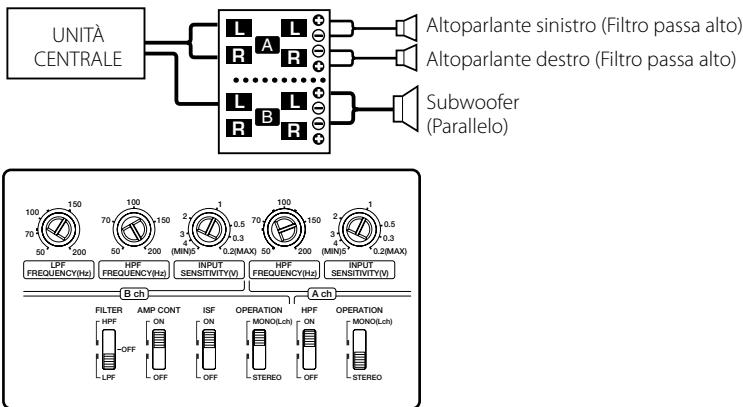 UNITÀ
CENTRALE
L L
A
R R
L L
B
R R
Altoparlante sinistro (Filtro passa alto)
Altoparlante destro (Filtro passa alto)
Subwoofer
(Parallelo)
100 150
70
50 200
LPF
FREQUENCY(Hz)
100
70 150
50 200
HPF
FREQUENCY(Hz)
1
2 0.5
3 0.3
4
(MIN)5 0.2(MAX)
INPUT
SENSITIVITY(V)
100
70 150
50 200
HPF
FREQUENCY(Hz)
1
2 0.5
3 0.3
4
(MIN)5 0.2(MAX)
INPUT
SENSITIVITY(V)
B ch
A ch
FILTER AMP CONT ISF OPERATION HPF OPERATION
HPF ON ON MONO(Lch) ON MONO(Lch)
OFF
LPF OFF OFF STEREO OFF STEREO